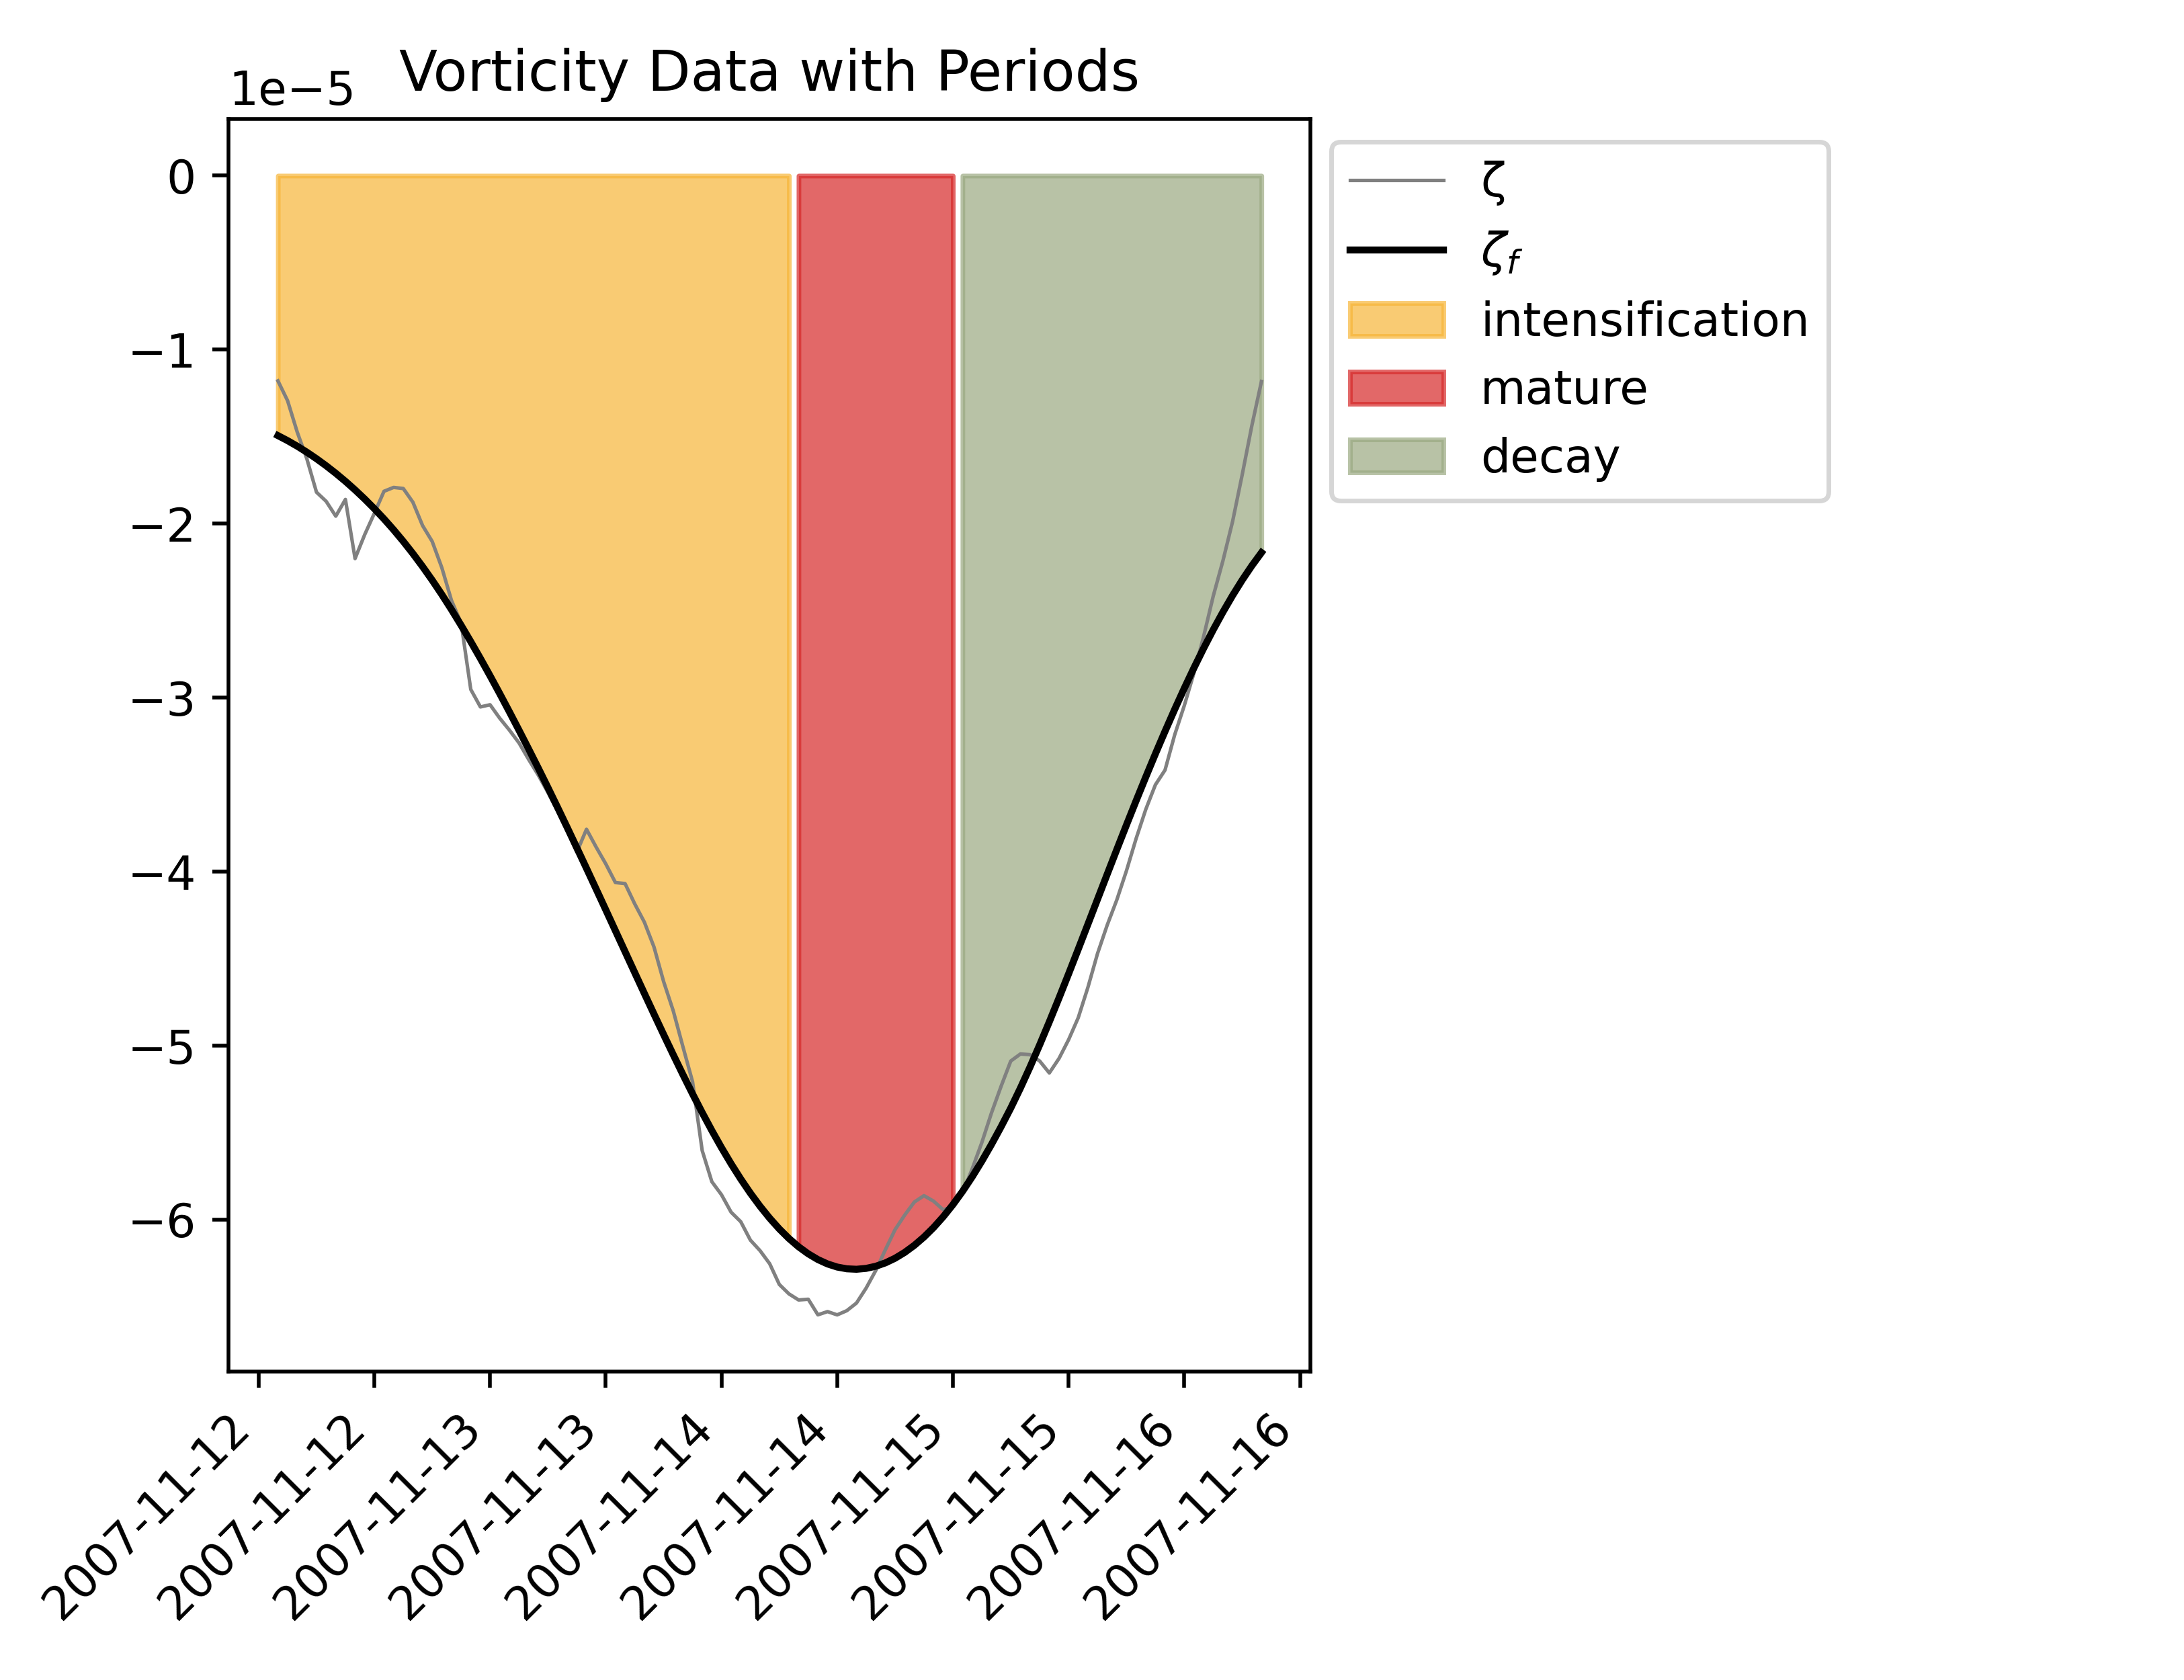 Vorticity Data with Periods
1e−5
0
−1
−2
−3
−4
−5
−6
2007-11-12
2007-11-12
2007-11-13
2007-11-13
2007-11-14
2007-11-14
2007-11-15
2007-11-15
2007-11-16
2007-11-16
ζ
ζf
intensification
mature
decay